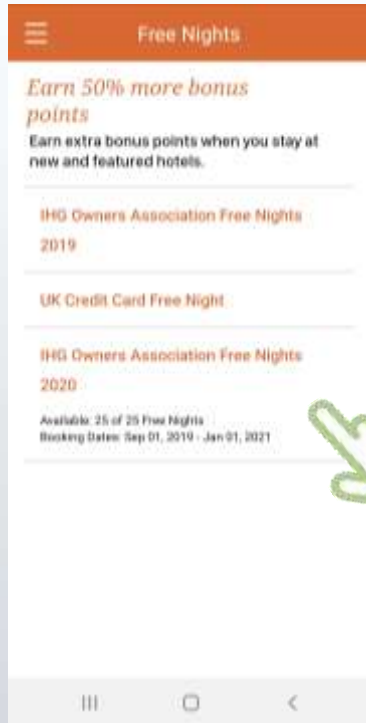 Free Nights
Earn 50% more bonus
points
Earn extra bonus points when you stay at
new and featured hotels.
IHG Owners Association Free Nights
2019
UK Credit Card Free Night
IHG Owners Association Free Nights
2020
Available: 25 of 25 Free Nights
Booking Dates: Sep 01, 2019 - Jan 01, 2021